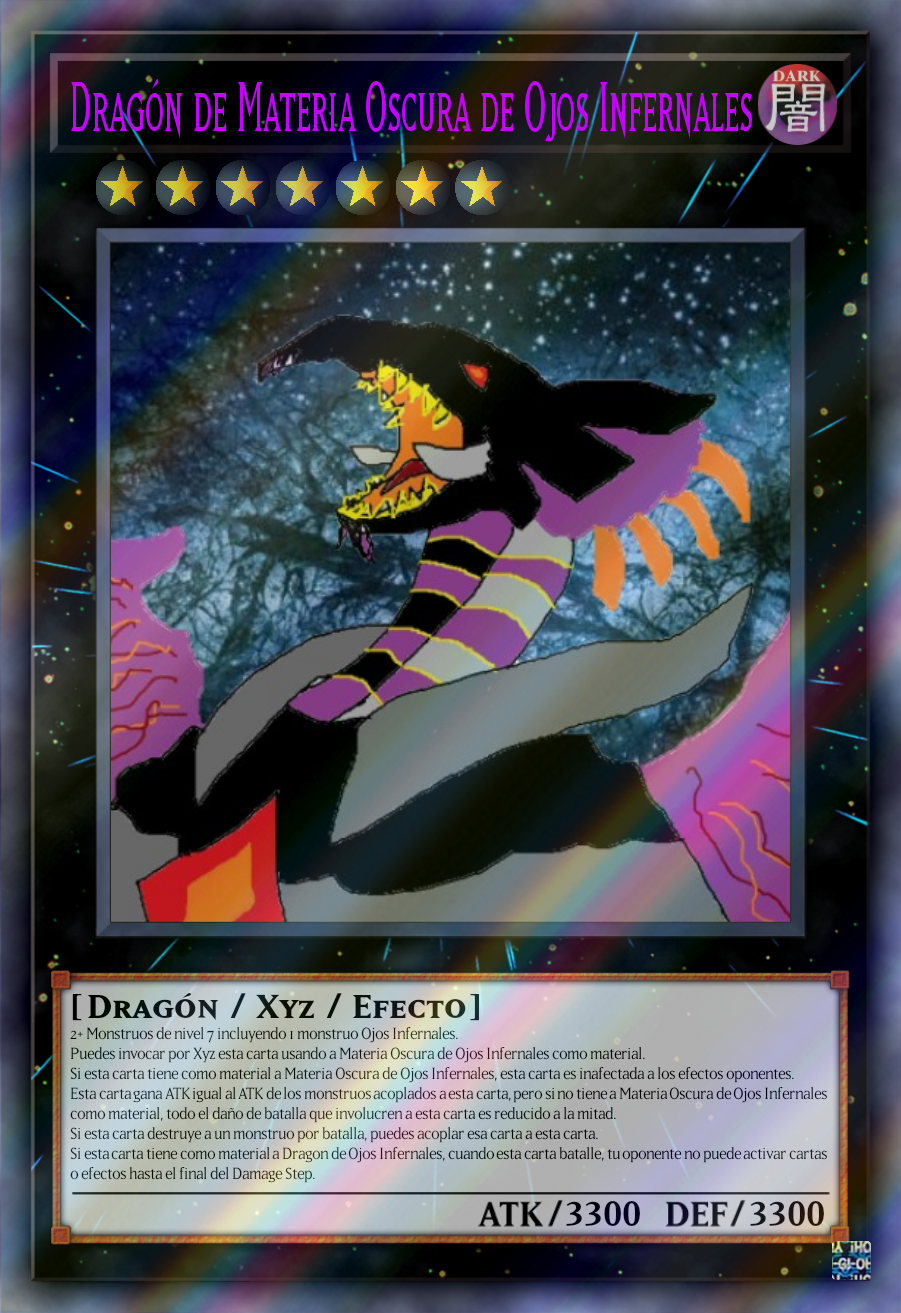 Dragón de Materia Oscura de Ojos Infernales
DARK
闇
[Dragón / Xyz / Efecto]
2+ Monstruos de nivel 7 incluyendo 1 monstruo Ojos Infernales.
Puedes invocar por Xyz esta carta usando a Materia Oscura de Ojos Infernales como material.
Si esta carta tiene como material a Materia Oscura de Ojos Infernales, esta carta es inafectada a los efectos oponentes.
Esta carta gana ATK igual al ATK de los monstruos acoplados a esta carta, pero si no tiene a Materia Oscura de Ojos Infernales
como material, todo el daño de batalla que involucren a esta carta es reducido a la mitad.
Si esta carta destruye a un monstruo por batalla, puedes acoplar esa carta a esta carta.
Si esta carta tiene como material a Dragon de Ojos Infernales, cuando esta carta batalle, tu oponente no puede activar cartas
o efectos hasta el final del Damage Step.
ATK/3300 DEF/3300